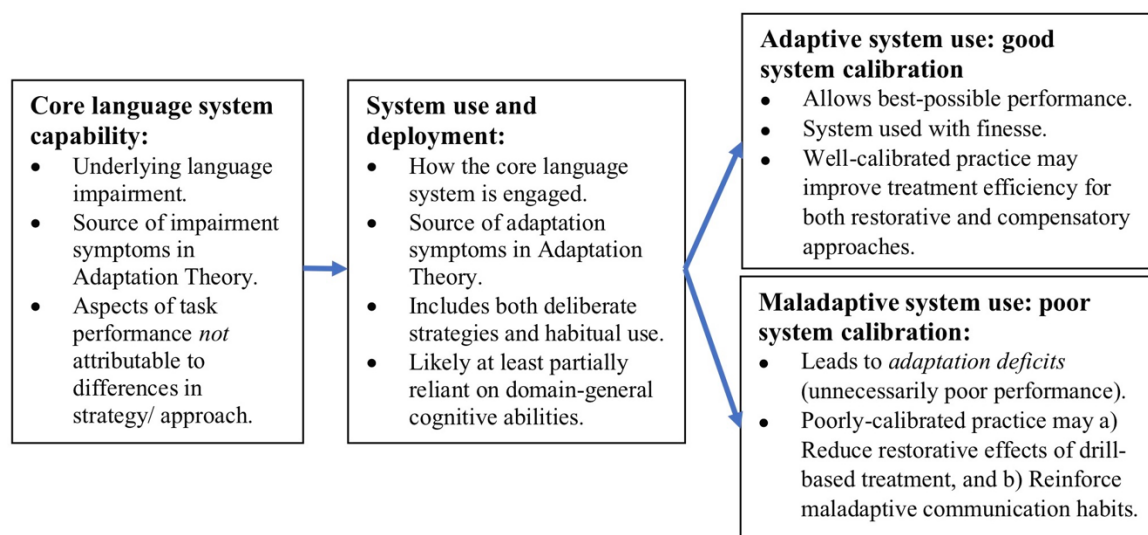 Core language system
capability:
• Underlying language
impairment.
• Source of impairment
symptoms in
Adaptation Theory.
• Aspects of task
performance not
attributable to
differences in
strategy/ approach.
System use and
deployment:
• How the core language
system is engaged.
• Source of adaptation
symptoms in Adaptation
Theory.
• Includes both deliberate
strategies and habitual use.
• Likely at least partially
reliant on domain-general
cognitive abilities.
Adaptive system use: good
system calibration
• Allows best-possible performance.
• System used with finesse.
• Well-calibrated practice may
improve treatment efficiency for
both restorative and compensatory
approaches.
Maladaptive system use: poor
system calibration:
• Leads to adaptation deficits
(unnecessarily poor performance).
• Poorly-calibrated practice may a)
Reduce restorative effects of drill-
based treatment, and b) Reinforce
maladaptive communication habits.